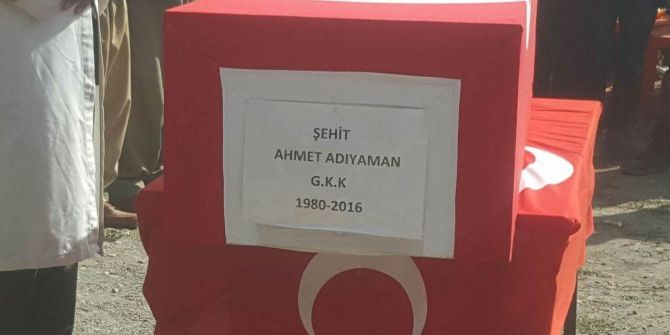 ŞEHİT
AHMET ADIYAMAN
G.K.K
1980-2016